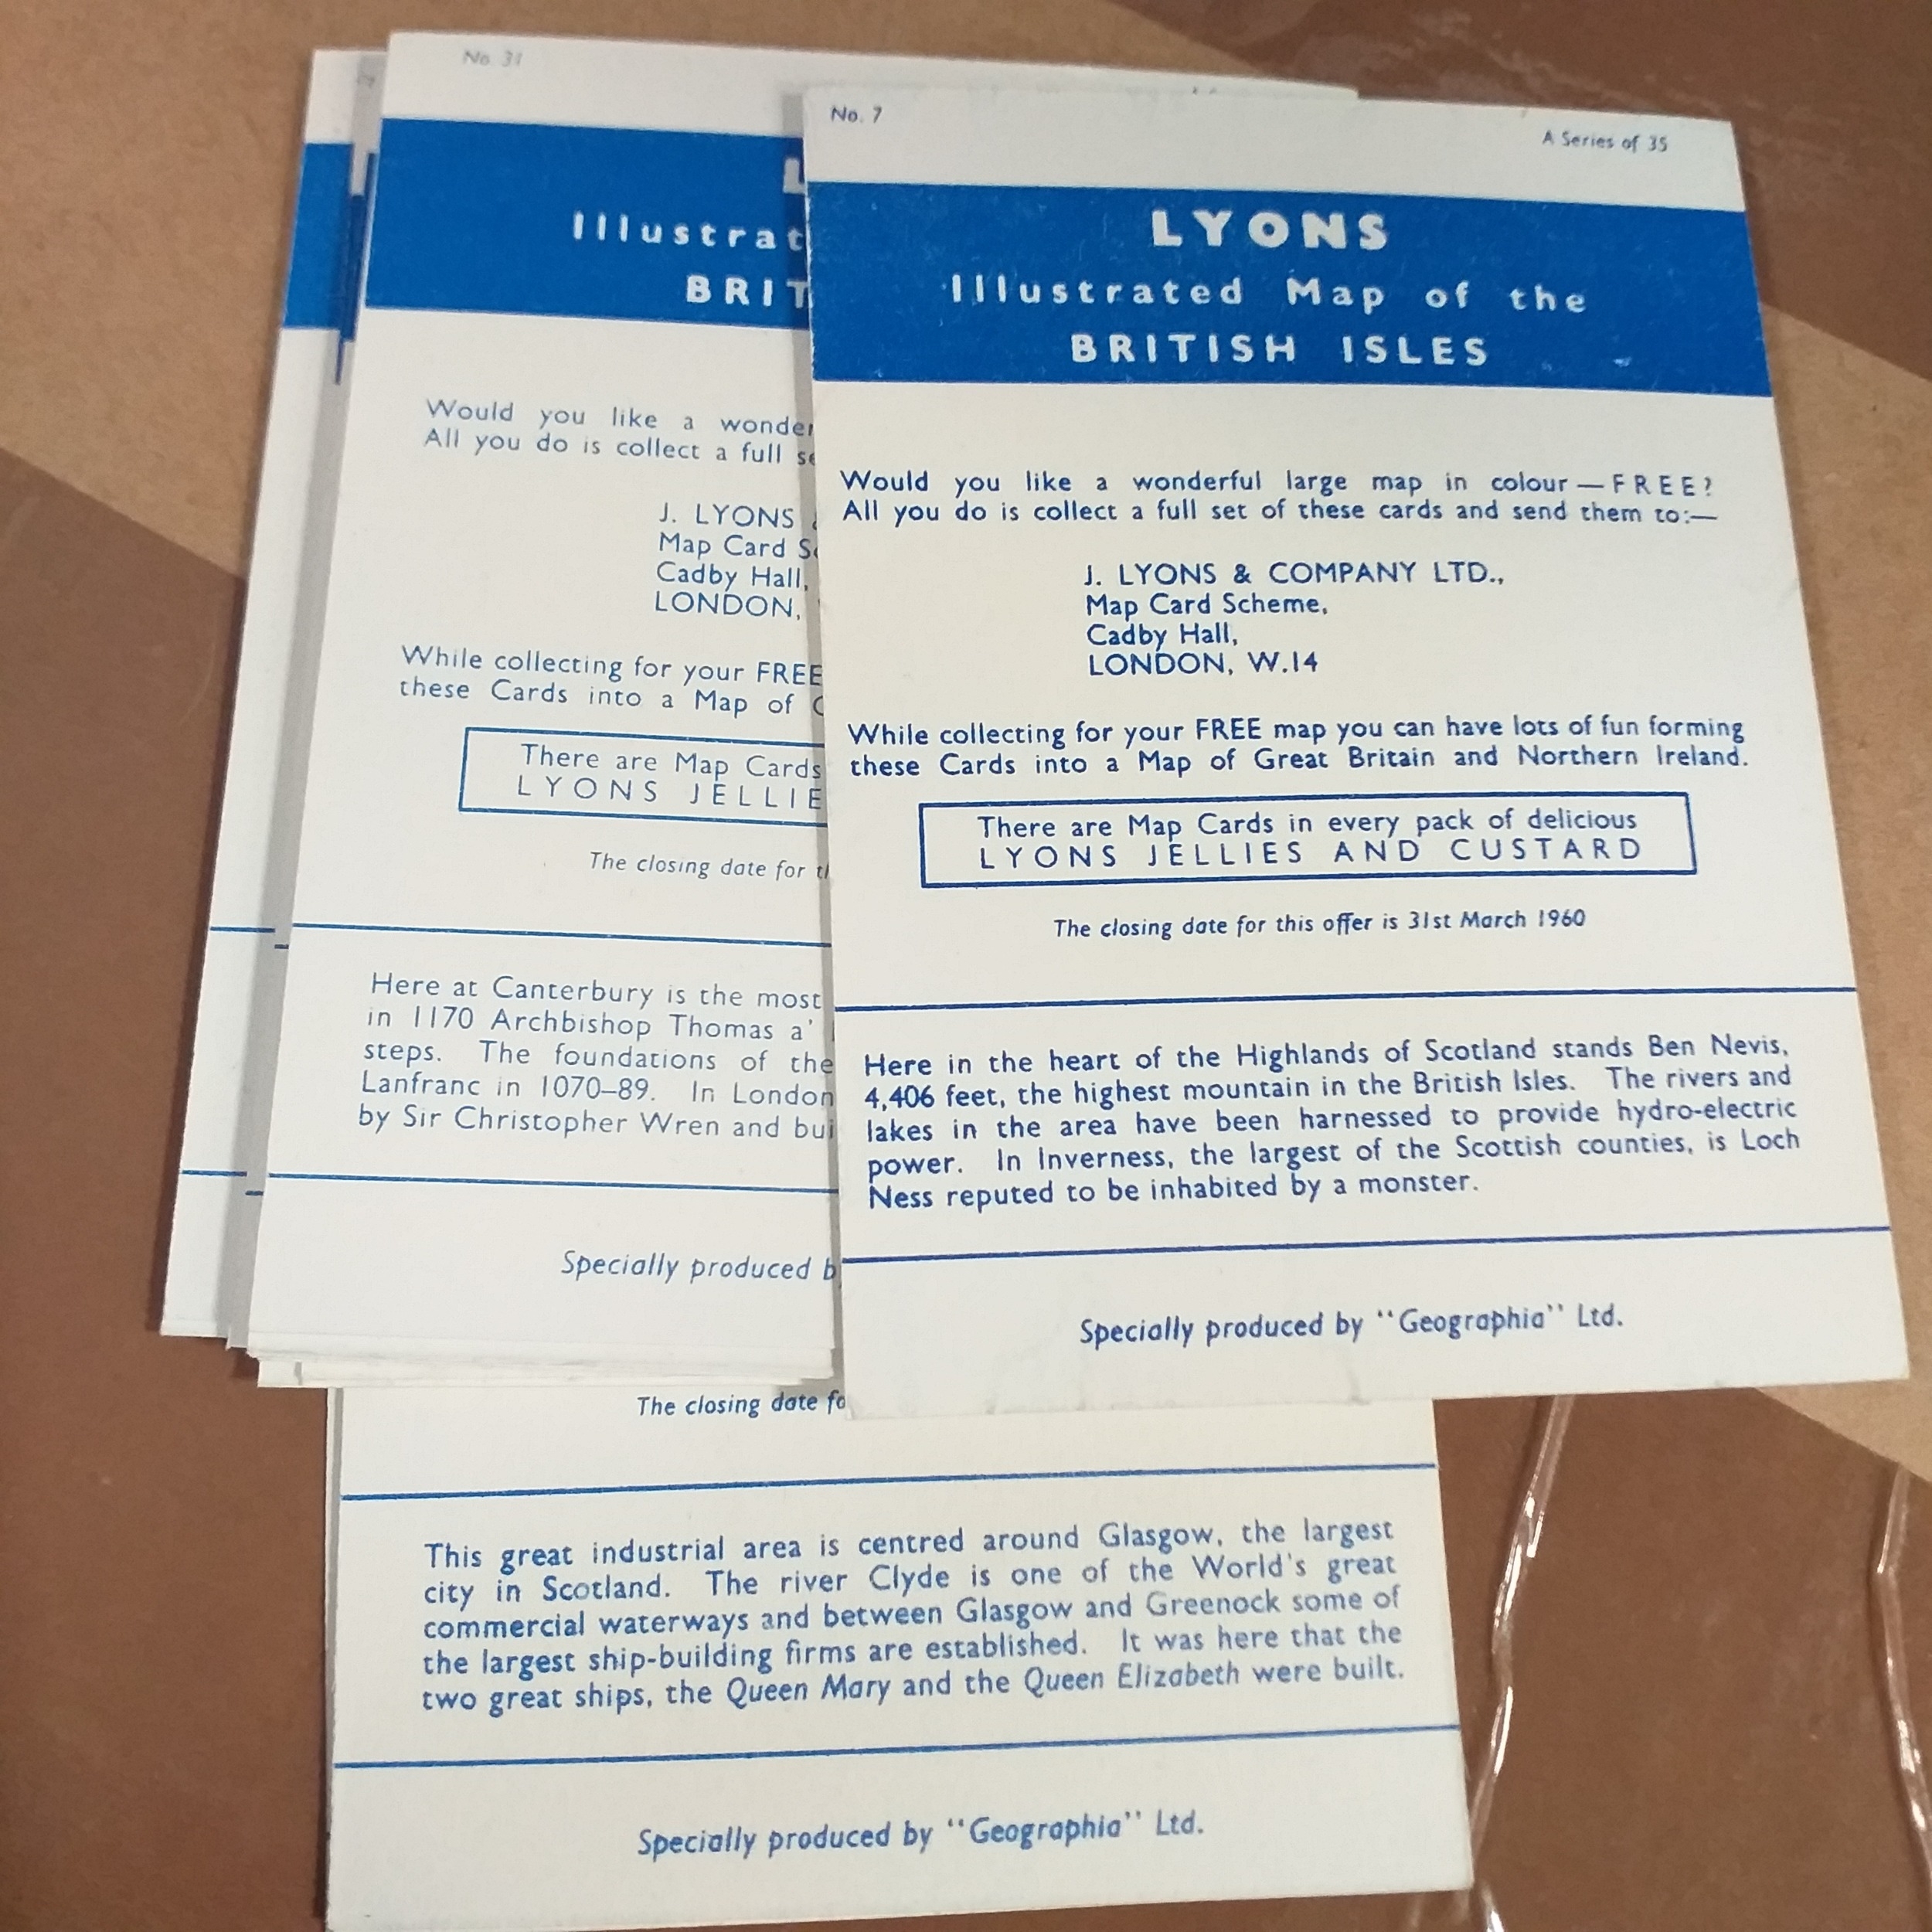 No. 31
L
Illustrat
BRIT
Would you like a wonder
All you do is collect a full se
J. LYONS
Map Card S
Cadby Hall,
LONDON,
While collecting for your FREE
these Cards into a Map of
There are Map Cards
LYONS JELLIE
The closing date for t
Here at Canterbury is the most
in 1170 Archbishop Thomas a'
steps. The foundations of the
Lanfranc in 1070–89. In London
by Sir Christopher Wren and bui
Specially produced b
No. 7
A Series of 35
LYONS
Illustrated Map of the
BRITISH ISLES
Would you like a wonderful large map in colour—FREE?
All you do is collect a full set of these cards and send them to:—
J. LYONS & COMPANY LTD.,
Map Card Scheme,
Cadby Hall,
LONDON, W.14
While collecting for your FREE map you can have lots of fun forming
these Cards into a Map of Great Britain and Northern Ireland.
There are Map Cards in every pack of delicious
LYONS JELLIES AND CUSTARD
The closing date for this offer is 31st March 1960
Here in the heart of the Highlands of Scotland stands Ben Nevis,
4,406 feet, the highest mountain in the British Isles. The rivers and
lakes in the area have been harnessed to provide hydro-electric
power. In Inverness, the largest of the Scottish counties, is Loch
Ness reputed to be inhabited by a monster.
Specially produced by "Geographia" Ltd.
The closing date fo
This great industrial area is centred around Glasgow, the largest
city in Scotland. The river Clyde is one of the World's great
commercial waterways and between Glasgow and Greenock some of
the largest ship-building firms are established. It was here that the
two great ships, the Queen Mary and the Queen Elizabeth were built.
Specially produced by "Geographia" Ltd.